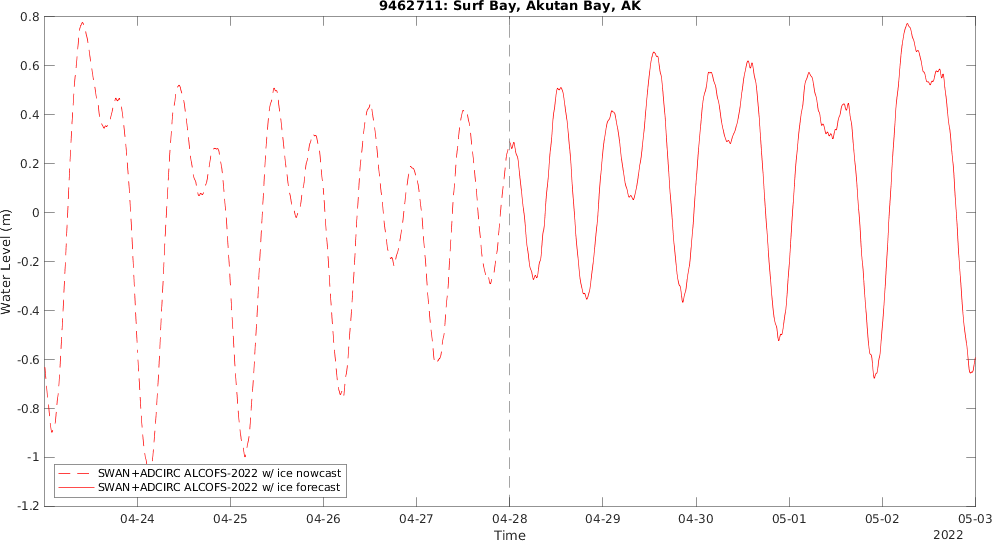 9462711: Surf Bay, Akutan Bay, AK
Water Level (m)
0.8
0.6
0.4
0.2
0
-0.2
-0.4
-0.6
-0.8
-1
-1.2
SWAN+ADCIRC ALCOFS-2022 w/ ice nowcast
SWAN+ADCIRC ALCOFS-2022 w/ ice forecast
04-24 04-25 04-26 04-27 04-28 04-29 04-30 05-01 05-02 05-03
Time
2022